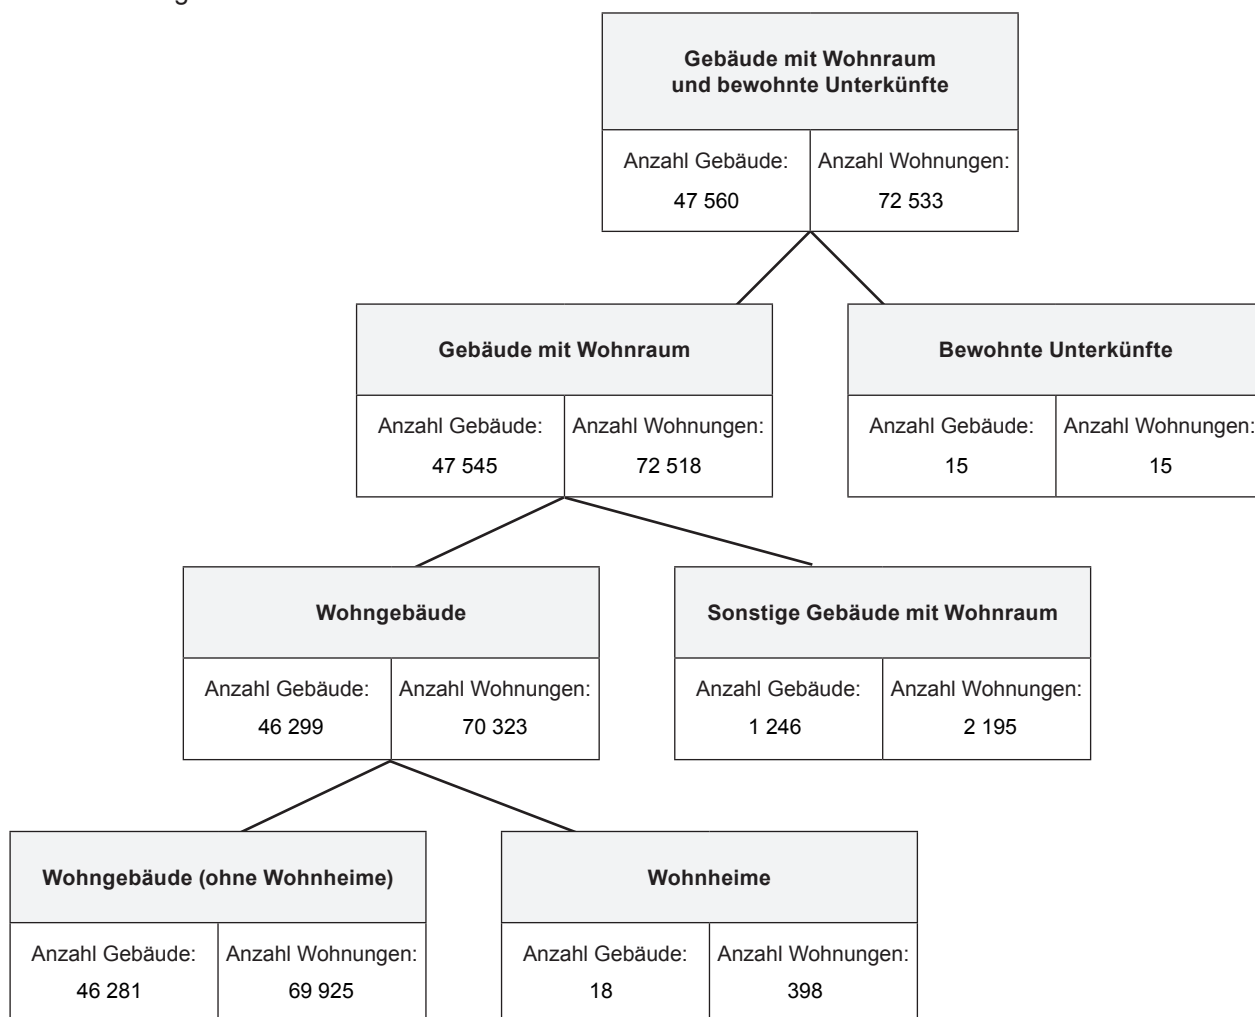 Gebäude mit Wohnraum
und bewohnte Unterkünfte
Anzahl Gebäude: Anzahl Wohnungen:
47 560 72 533
Gebäude mit Wohnraum Bewohnte Unterkünfte
Anzahl Gebäude: Anzahl Wohnungen: Anzahl Gebäude: Anzahl Wohnungen:
47 545 72 518 15 15
Wohngebäude Sonstige Gebäude mit Wohnraum
Anzahl Gebäude: Anzahl Wohnungen: Anzahl Gebäude: Anzahl Wohnungen:
46 299 70 323 1 246 2 195
Wohngebäude (ohne Wohnheime) Wohnheime
Anzahl Gebäude: Anzahl Wohnungen: Anzahl Gebäude: Anzahl Wohnungen:
46 281 69 925 18 398